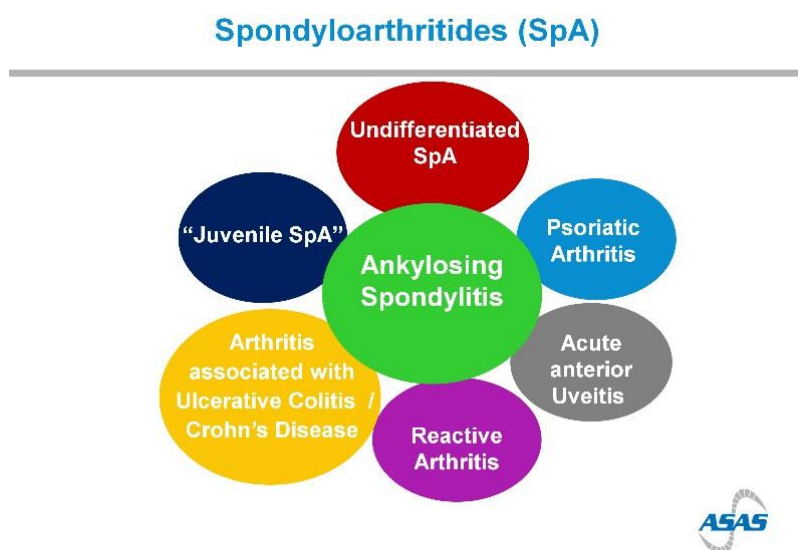 Spondyloarthritides (SpA)
Undifferentiated
SpA
“Juvenile SpA”
Psoriatic
Arthritis
Ankylosing
Spondylitis
Arthritis
associated with
Ulcerative Colitis /
Crohn’s Disease
Acute
anterior
Uveitis
Reactive
Arthritis
ASAS